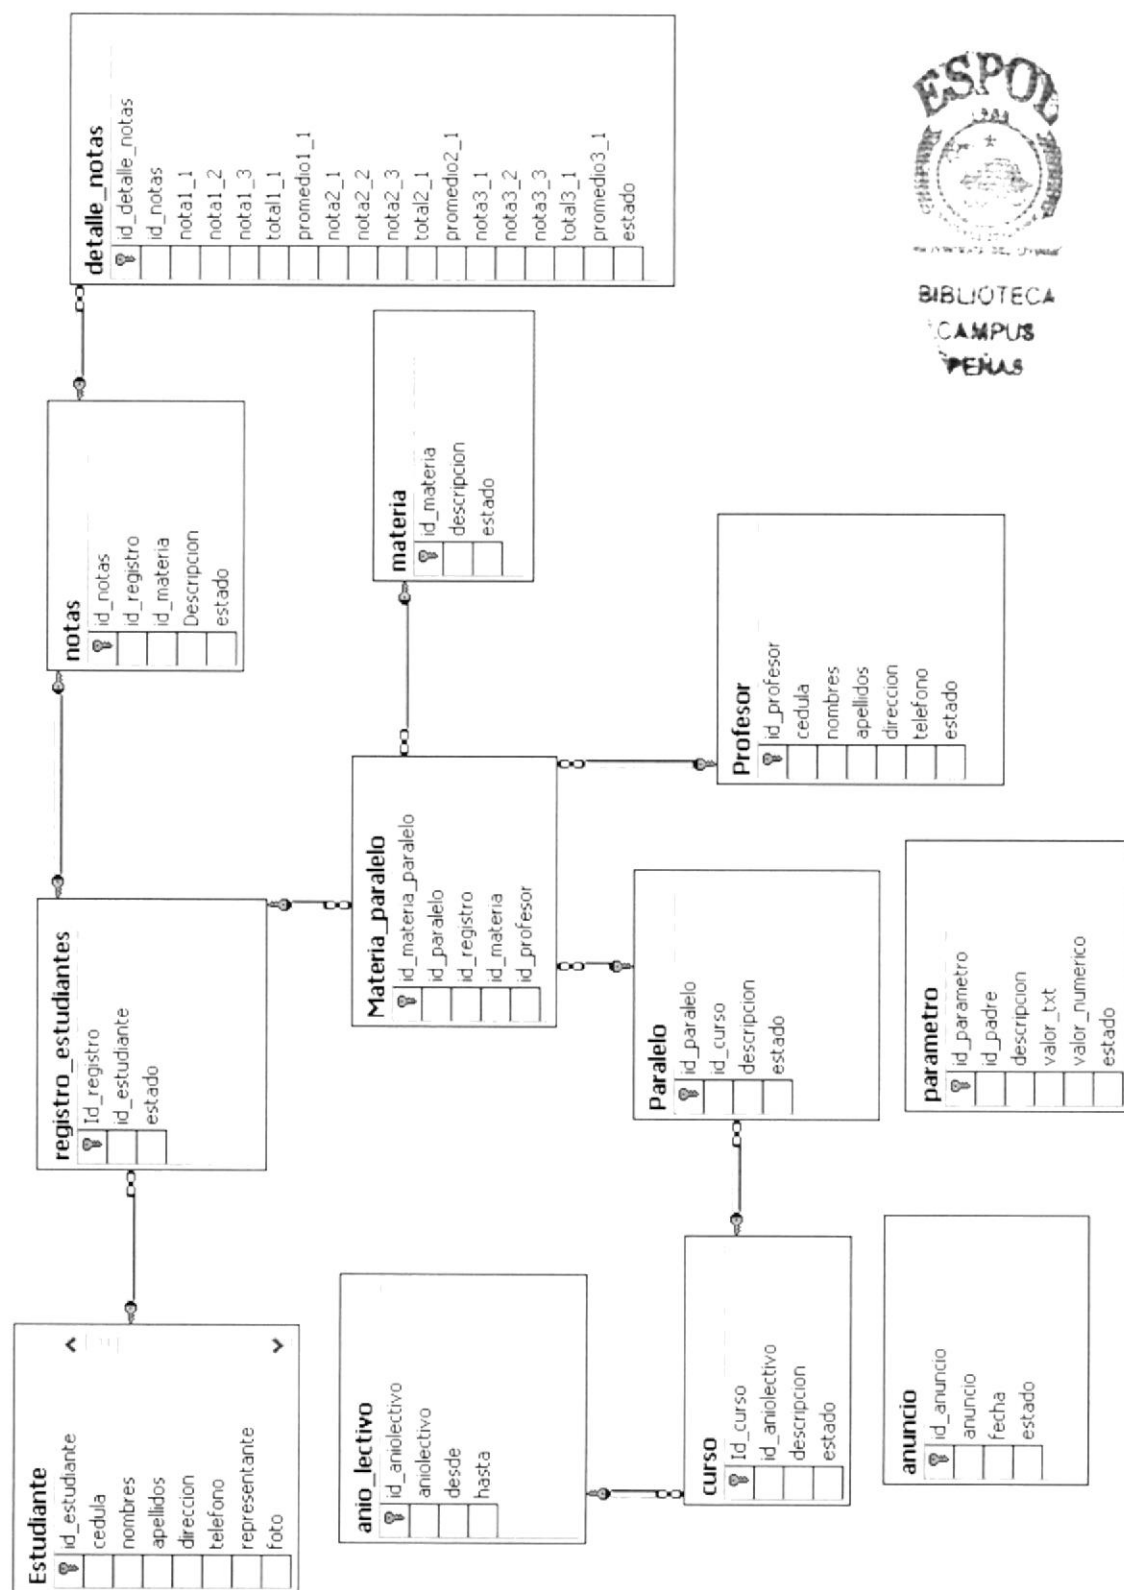 Estudiante
id_estudiante
cedula
nombres
apellidos
direccion
telefono
representante
foto
registro_estudiantes
Id_registro
id_estudiante
estado
notas
id_notas
id_registro
id_materia
Descripcion
estado
detalle_notas
id_detalle_notas
id_notas
nota1_1
nota1_2
nota1_3
total1_1
promedio1_1
nota2_1
nota2_2
nota2_3
total2_1
promedio2_1
nota3_1
nota3_2
nota3_3
total3_1
promedio3_1
estado
anio_lectivo
id_aniolectivo
aniolectivo
desde
hasta
Materia_paralelo
id_materia_paralelo
id_paralelo
id_registro
id_materia
id_profesor
materia
id_materia
descripcion
estado
curso
Id_curso
id_aniolectivo
descripcion
estado
Paralelo
id_paralelo
id_curso
descripcion
estado
Profesor
id_profesor
cedula
nombres
apellidos
direccion
telefono
estado
anuncio
id_anuncio
anuncio
fecha
estado
parametro
id_parametro
id_padre
descripcion
valor_txt
valor_numerico
estado
ESPOL
BIBLIOTECA
CAMPUS
PEÑAS